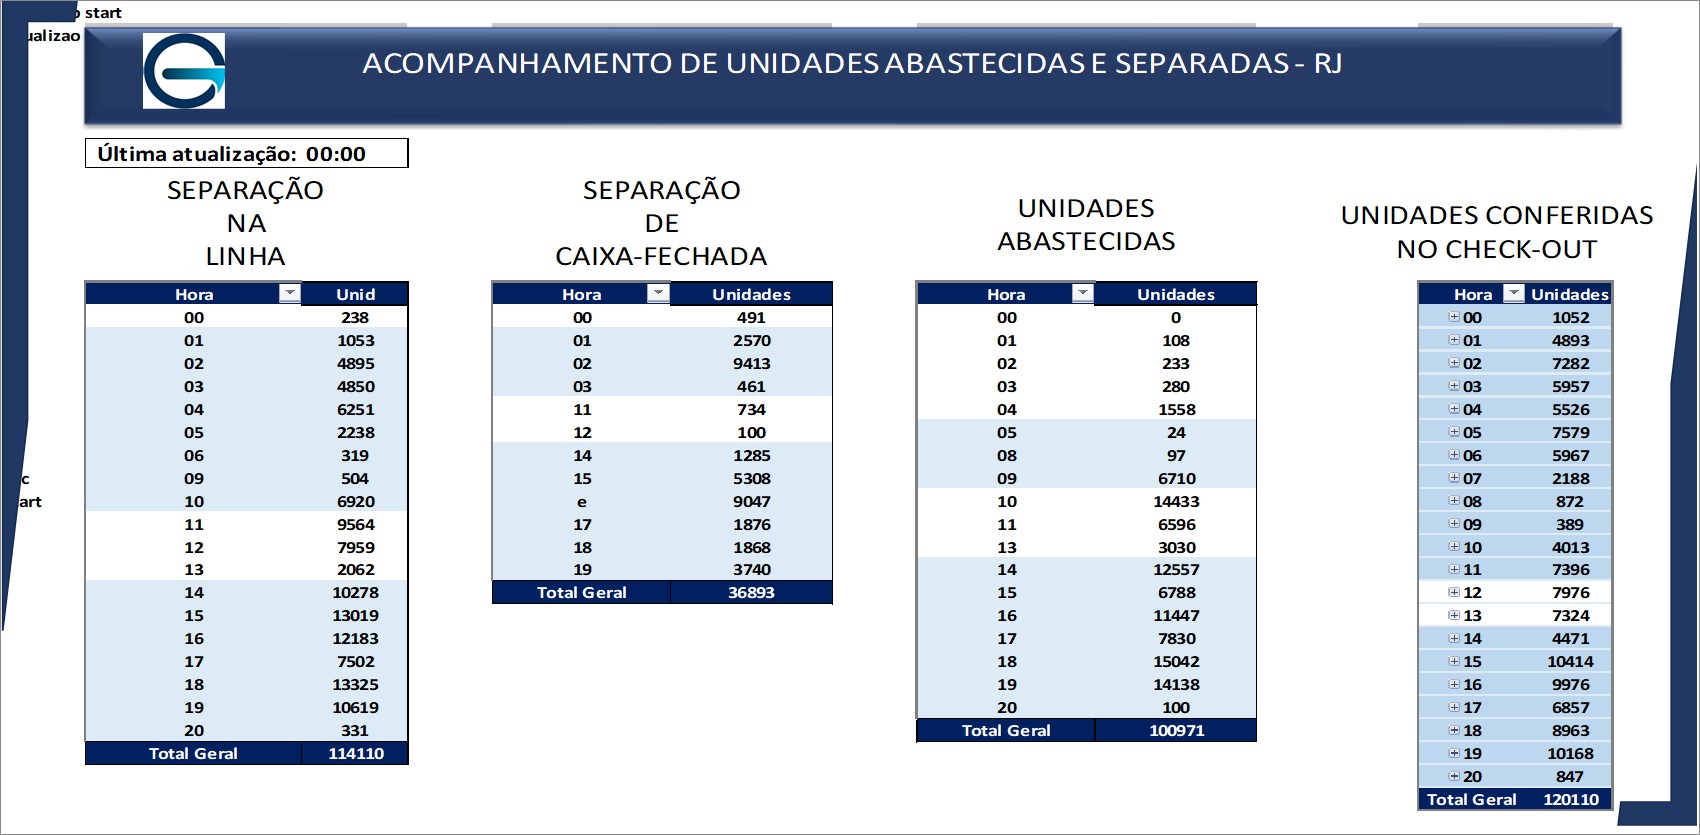 start
ualizao
ACOMPANHAMENTO DE UNIDADES ABASTECIDAS E SEPARADAS - RJ
Última atualização: 00:00
SEPARAÇÃO
NA
LINHA
Hora Unid
00 238
01 1053
02 4895
03 4850
04 6251
05 2238
06 319
09 504
10 6920
11 9564
12 7959
13 2062
14 10278
15 13019
16 12183
17 7502
18 13325
19 10619
20 331
Total Geral 114110
SEPARAÇÃO
DE
CAIXA-FECHADA
Hora Unidades
00 491
01 2570
02 9413
03 461
11 734
12 100
14 1285
15 5308
e 9047
17 1876
18 1868
19 3740
Total Geral 36893
UNIDADES
ABASTECIDAS
Hora Unidades
00 0
01 108
02 233
03 280
04 1558
05 24
08 97
09 6710
10 14433
11 6596
13 3030
14 12557
15 6788
16 11447
17 7830
18 15042
19 14138
20 100
Total Geral 100971
UNIDADES CONFERIDAS
NO CHECK-OUT
Hora Unidades
00 1052
01 4893
02 7282
03 5957
04 5526
05 7579
06 5967
07 2188
08 872
09 389
10 4013
11 7396
12 7976
13 7324
14 4471
15 10414
16 9976
17 6857
18 8963
19 10168
20 847
Total Geral 120110
c
art